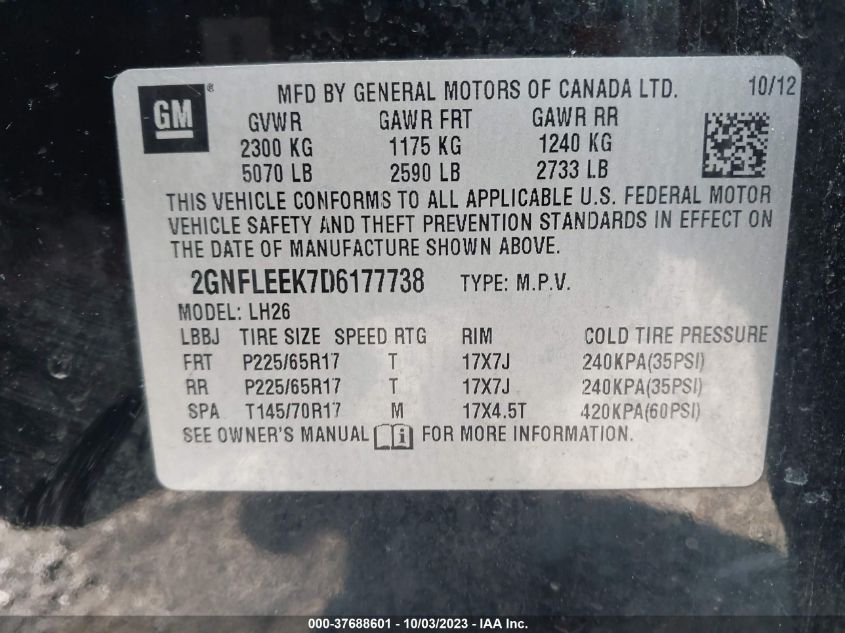 GM ® MFD BY GENERAL MOTORS OF CANADA LTD. 10/12
GVWR GAWR FRT GAWR RR
2300 KG 1175 KG 1240 KG
5070 LB 2590 LB 2733 LB
THIS VEHICLE CONFORMS TO ALL APPLICABLE U.S. FEDERAL MOTOR
VEHICLE SAFETY AND THEFT PREVENTION STANDARDS IN EFFECT ON
THE DATE OF MANUFACTURE SHOWN ABOVE.
2GNFLEEK7D6177738 TYPE: M.P.V.
MODEL: LH26
LBBJ TIRE SIZE SPEED RTG RIM COLD TIRE PRESSURE
FRT P225/65R17 T 17X7J 240KPA(35PSI)
RR P225/65R17 T 17X7J 240KPA(35PSI)
SPA T145/70R17 M 17X4.5T 420KPA(60PSI)
SEE OWNER'S MANUAL i FOR MORE INFORMATION.
000-37688601 - 10/03/2023 - IAA Inc.